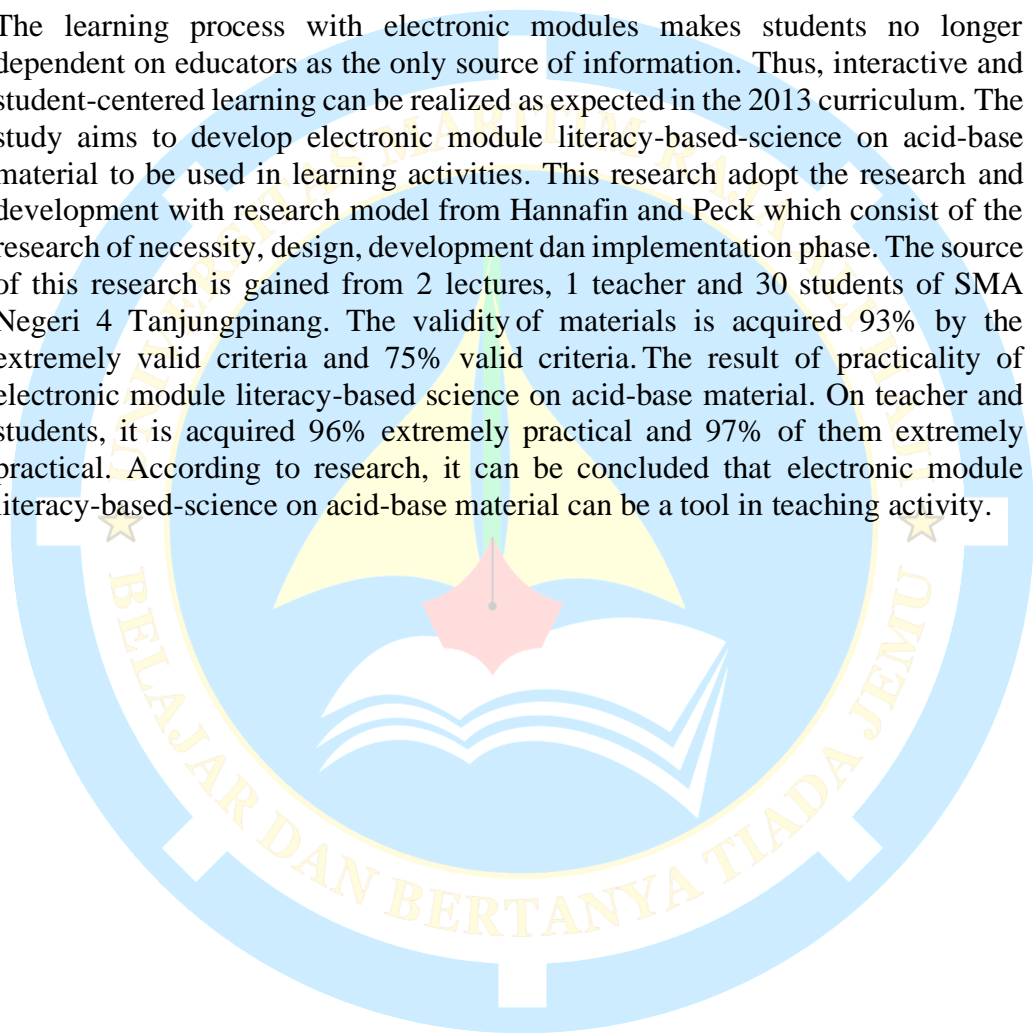 The learning process with electronic modules makes students no longer
dependent on educators as the only source of information. Thus, interactive and
student-centered learning can be realized as expected in the 2013 curriculum. The
study aims to develop electronic module literacy-based-science on acid-base
material to be used in learning activities. This research adopt the research and
development with research model from Hannafin and Peck which consist of the
research of necessity, design, development dan implementation phase. The source
of this research is gained from 2 lectures, 1 teacher and 30 students of SMA
Negeri 4 Tanjungpinang. The validity of materials is acquired 93% by the
extremely valid criteria and 75% valid criteria. The result of practicality of
electronic module literacy-based science on acid-base material. On teacher and
students, it is acquired 96% extremely practical and 97% of them extremely
practical. According to research, it can be concluded that electronic module
literacy-based-science on acid-base material can be a tool in teaching activity.
UNIVERSITAS MARITIM RAJA ALI HAJI
BELAJAR DAN BERTANYA TIADA JEMU